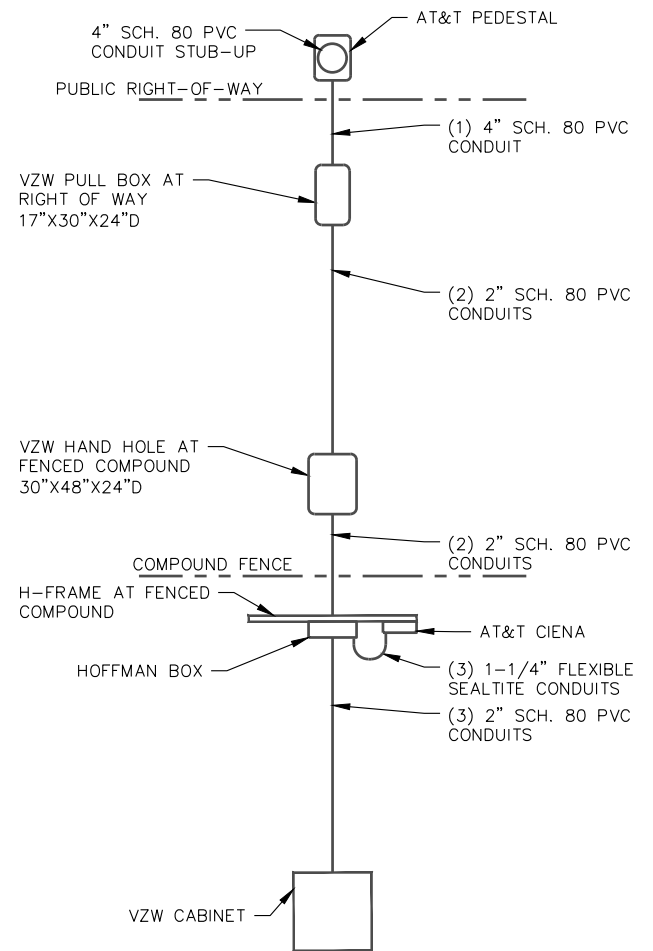 4" SCH. 80 PVC
CONDUIT STUB-UP
AT&T PEDESTAL
PUBLIC RIGHT-OF-WAY
(1) 4" SCH. 80 PVC
CONDUIT
VZW PULL BOX AT
RIGHT OF WAY
17"X30"X24"D
(2) 2" SCH. 80 PVC
CONDUITS
VZW HAND HOLE AT
FENCED COMPOUND
30"X48"X24"D
(2) 2" SCH. 80 PVC
CONDUITS
COMPOUND FENCE
H-FRAME AT FENCED
COMPOUND
AT&T CIENA
HOFFMAN BOX
(3) 1-1/4" FLEXIBLE
SEALTITE CONDUITS
(3) 2" SCH. 80 PVC
CONDUITS
VZW CABINET